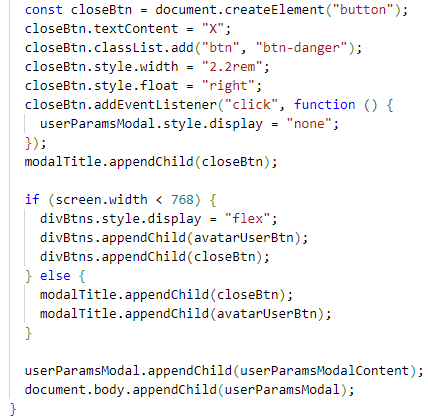 const closeBtn = document.createElement("button");
closeBtn.textContent = "X";
closeBtn.classList.add("btn", "btn-danger");
closeBtn.style.width = "2.2rem";
closeBtn.style.float = "right";
closeBtn.addEventListener("click", function () {
  userParamsModal.style.display = "none";
});
modalTitle.appendChild(closeBtn);

if (screen.width < 768) {
  divBtns.style.display = "flex";
  divBtns.appendChild(avatarUserBtn);
  divBtns.appendChild(closeBtn);
} else {
  modalTitle.appendChild(closeBtn);
  modalTitle.appendChild(avatarUserBtn);
}

userParamsModal.appendChild(userParamsModalContent);
document.body.appendChild(userParamsModal);
}